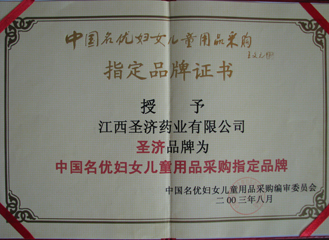 中国名优妇女儿童用品采购
指定品牌证书
授予
江西圣济药业有限公司
圣济品牌为
中国名优妇女儿童用品采购指定品牌
中国名优妇女儿童用品采购编审委员会
二00三年八月